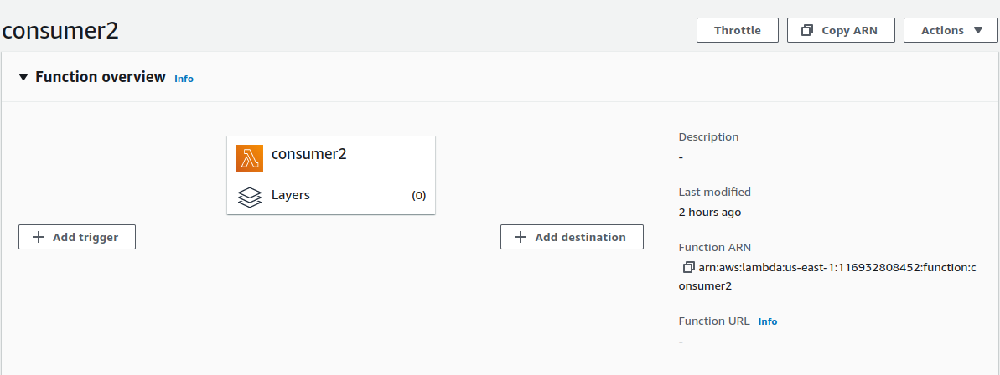 consumer2
Throttle
Copy ARN
Actions
Function overview Info
consumer2
Layers (0)
Add trigger
Add destination
Description
-
Last modified
2 hours ago
Function ARN
arn:aws:lambda:us-east-1:116932808452:function:c
onsumer2
Function URL Info
-